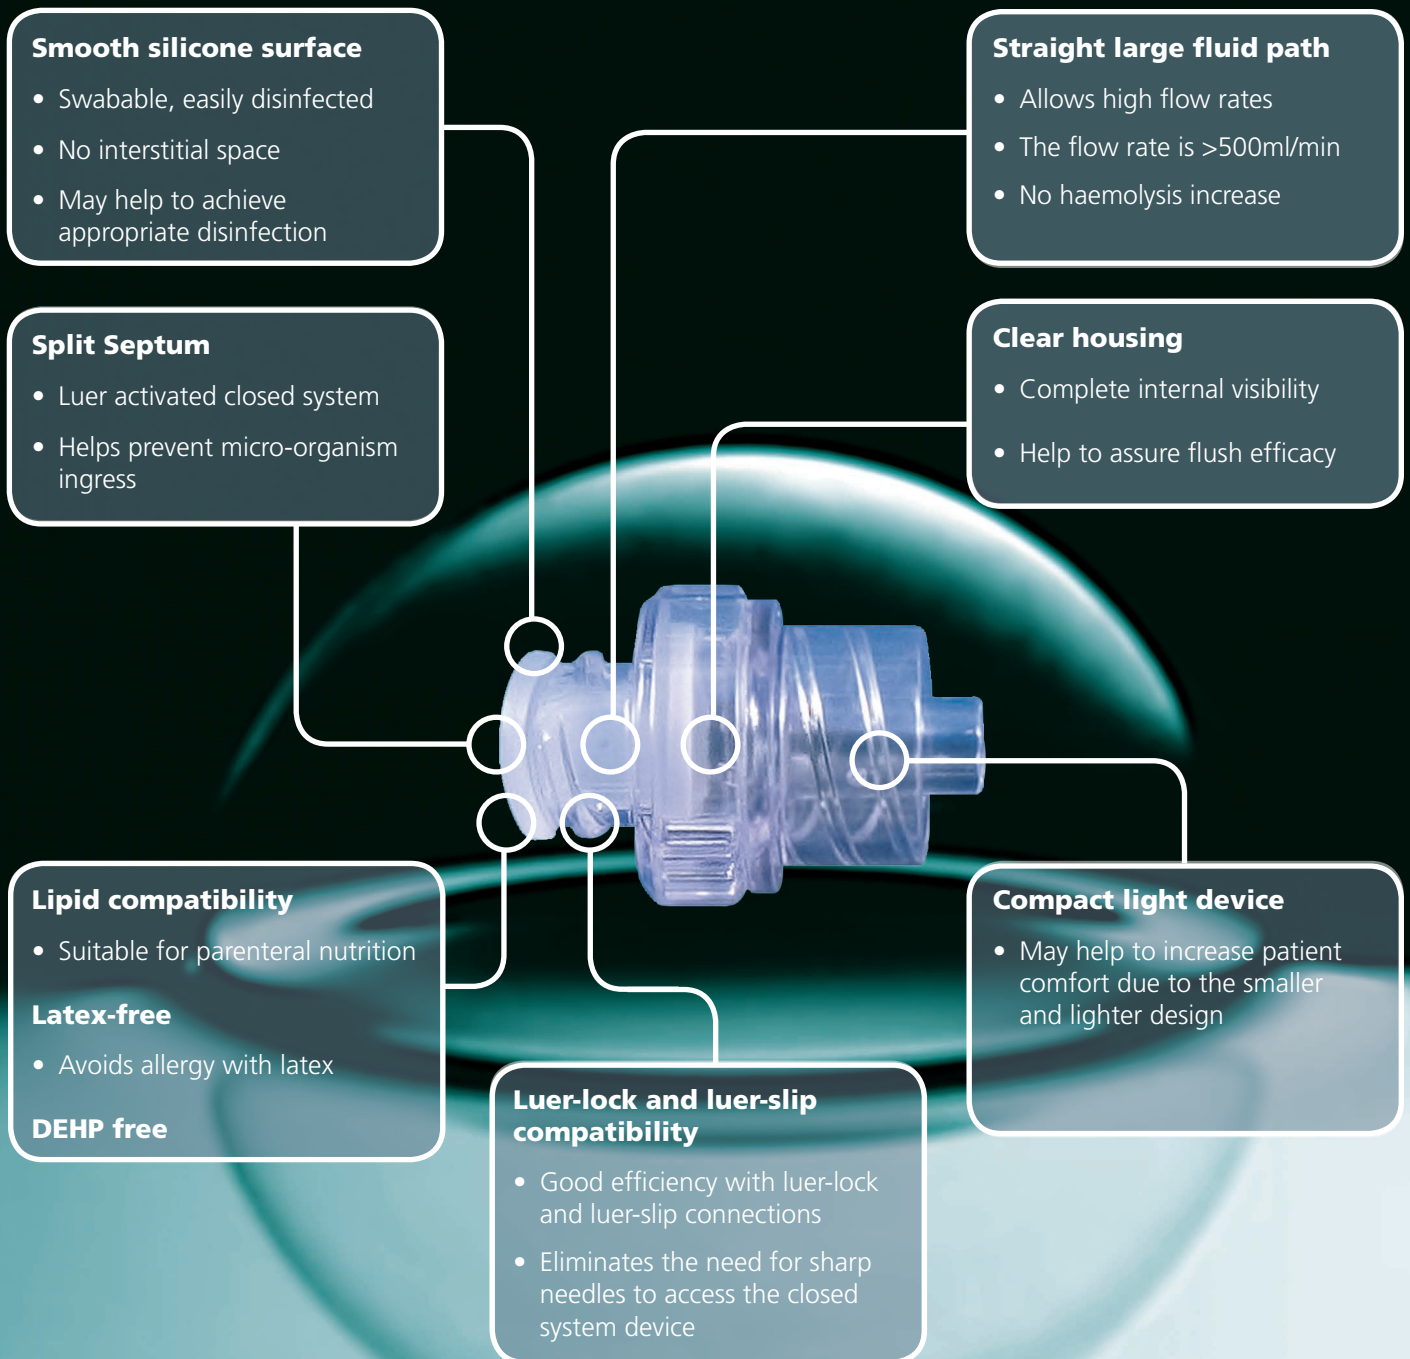 Smooth silicone surface
• Swabable, easily disinfected
• No interstitial space
• May help to achieve
appropriate disinfection
Split Septum
• Luer activated closed system
• Helps prevent micro-organism
ingress
Straight large fluid path
• Allows high flow rates
• The flow rate is >500ml/min
• No haemolysis increase
Clear housing
• Complete internal visibility
• Help to assure flush efficacy
Lipid compatibility
• Suitable for parenteral nutrition
Latex-free
• Avoids allergy with latex
DEHP free
Luer-lock and luer-slip
compatibility
• Good efficiency with luer-lock
and luer-slip connections
• Eliminates the need for sharp
needles to access the closed
system device
Compact light device
• May help to increase patient
comfort due to the smaller
and lighter design